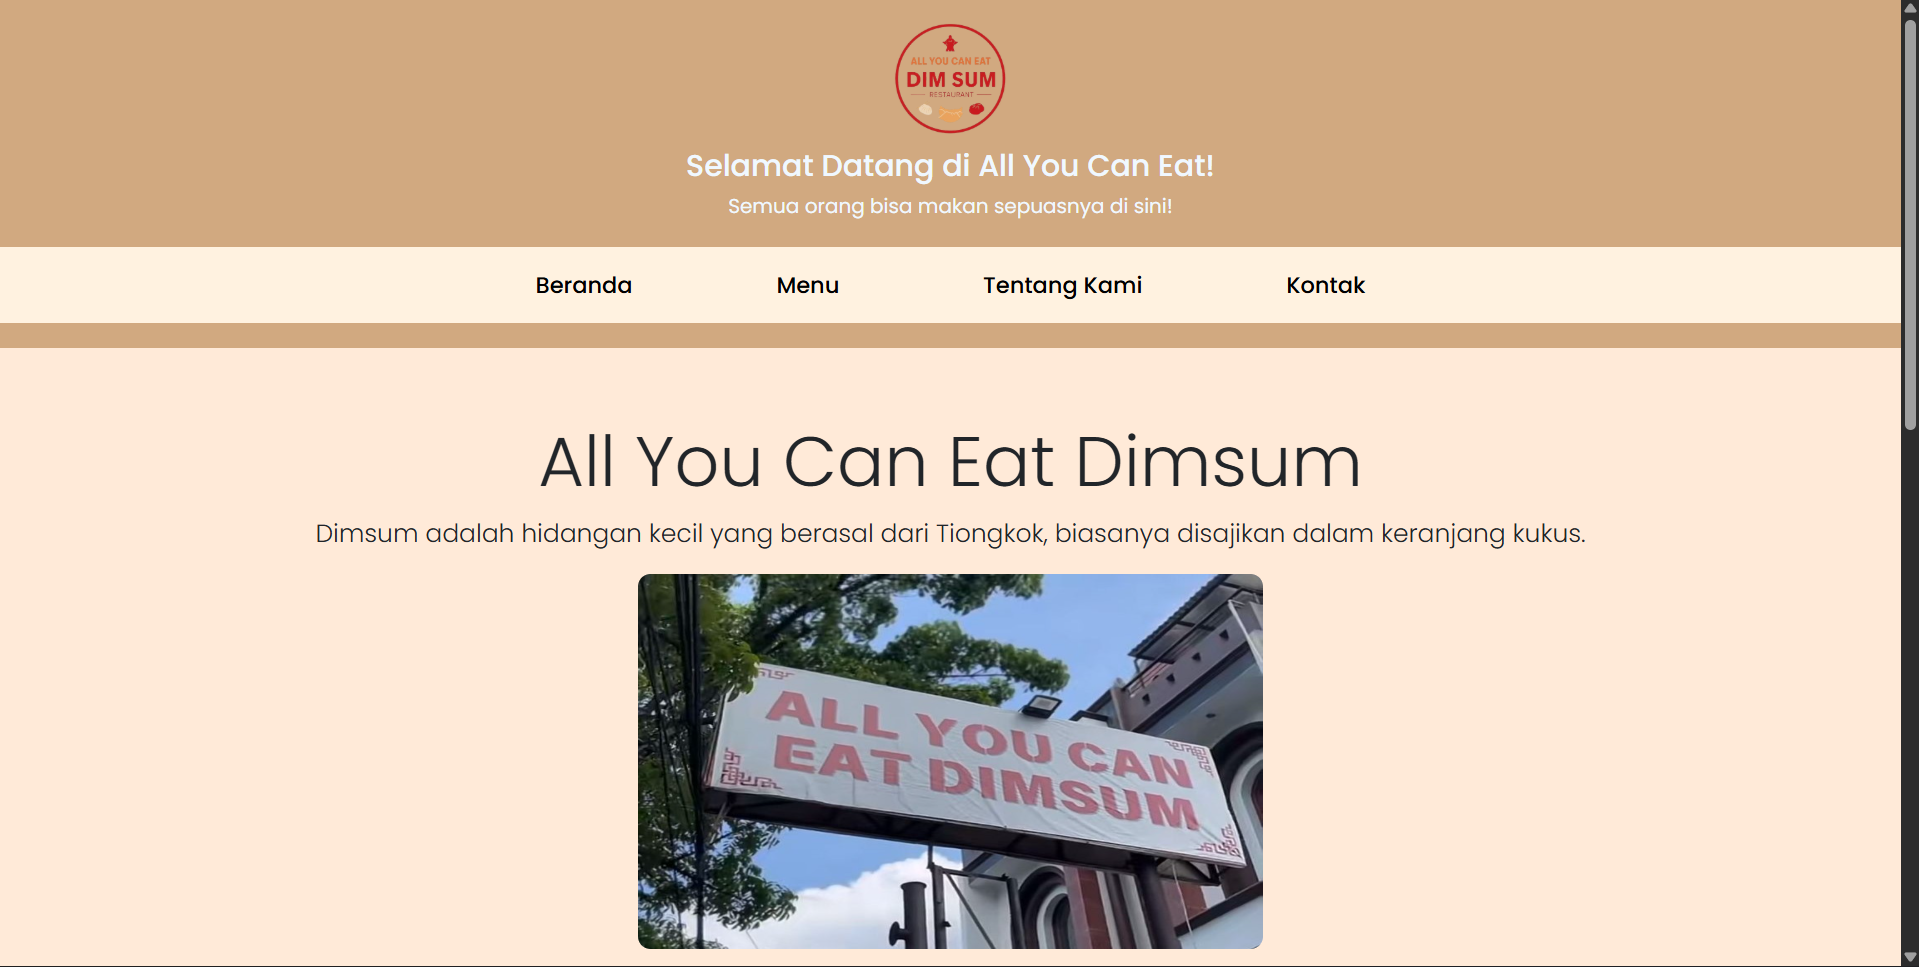 ALL YOU CAN EAT
DIM SUM
RESTAURANT
Selamat Datang di All You Can Eat!
Semua orang bisa makan sepuasnya di sini!
Beranda
Menu
Tentang Kami
Kontak
All You Can Eat Dimsum
Dimsum adalah hidangan kecil yang berasal dari Tiongkok, biasanya disajikan dalam keranjang kukus.
ALL YOU CAN
EAT DIMSUM